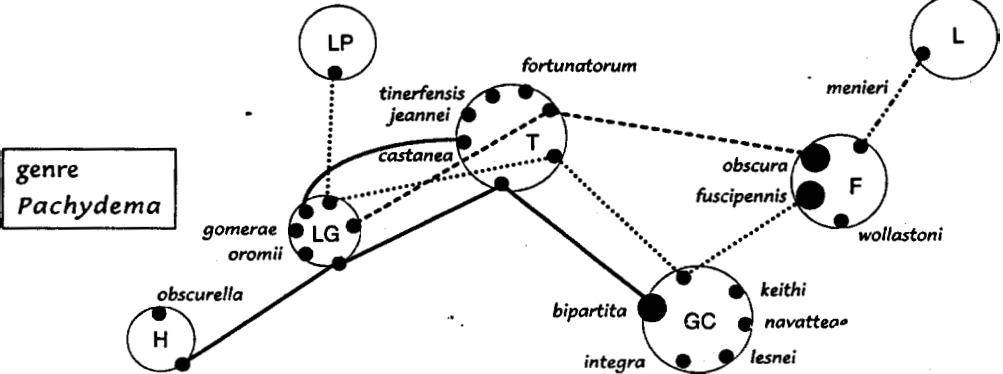 LP
L
fortunatorum
tinerfensis
jeannei
menieri
T
castanea
obscura
genre
Pachydema
fuscipennis
F
gomerae
LG
oromii
wollastoni
obscurella
keithi
bipartita
GC
navatteae
H
integra
lesnei